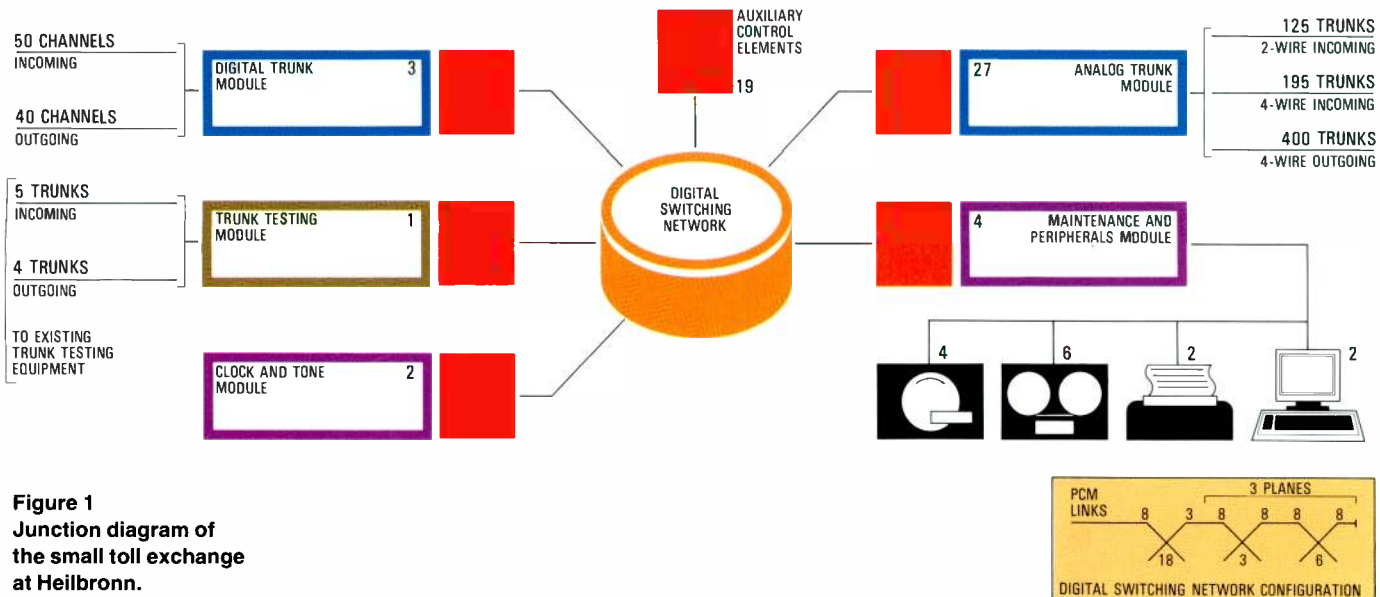 50 CHANNELS
INCOMING
40 CHANNELS
OUTGOING
DIGITAL TRUNK 3
MODULE
5 TRUNKS
INCOMING
4 TRUNKS
OUTGOING
TO EXISTING
TRUNK TESTING
EQUIPMENT
TRUNK TESTING 1
MODULE
CLOCK AND TONE 2
MODULE
AUXILIARY
CONTROL
ELEMENTS
19
DIGITAL
SWITCHING
NETWORK
27 ANALOG TRUNK
MODULE
125 TRUNKS
2-WIRE INCOMING
195 TRUNKS
4-WIRE INCOMING
400 TRUNKS
4-WIRE OUTGOING
4 MAINTENANCE AND
PERIPHERALS MODULE
4 6 2 2
Figure 1
Junction diagram of
the small toll exchange
at Heilbronn.
3 PLANES
PCM
LINKS
8 3 8 8 8 8
18 3 6
DIGITAL SWITCHING NETWORK CONFIGURATION